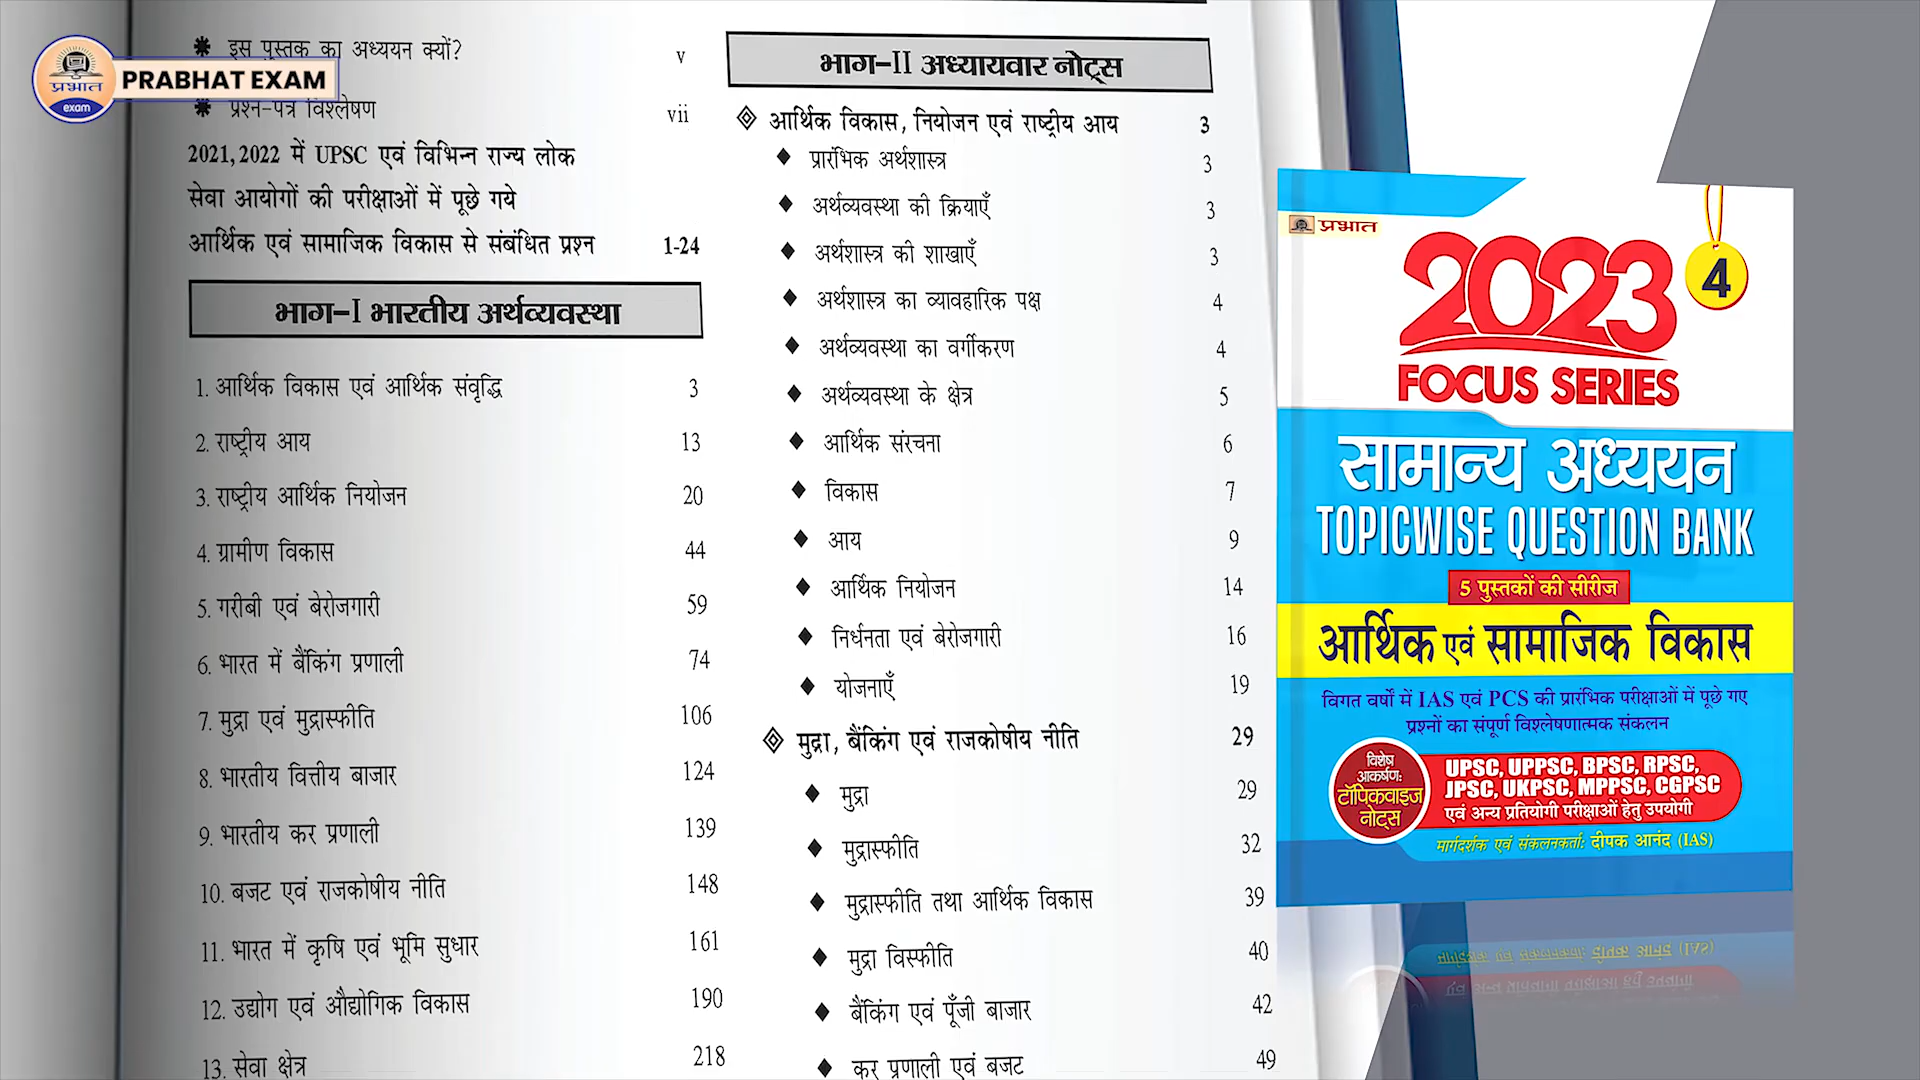 प्रभात
exam
PRABHAT EXAM
इस पुस्तक का अध्ययन क्यों? v
प्रश्न-पत्र विश्लेषण vii
2021, 2022 में UPSC एवं विभिन्न राज्य लोक
सेवा आयोगों की परीक्षाओं में पूछे गये
आर्थिक एवं सामाजिक विकास से संबंधित प्रश्न 1-24
भाग-I भारतीय अर्थव्यवस्था
1. आर्थिक विकास एवं आर्थिक संवृद्धि 3
2. राष्ट्रीय आय 13
3. राष्ट्रीय आर्थिक नियोजन 20
4. ग्रामीण विकास 44
5. गरीबी एवं बेरोजगारी 59
6. भारत में बैंकिंग प्रणाली 74
7. मुद्रा एवं मुद्रास्फीति 106
8. भारतीय वित्तीय बाजार 124
9. भारतीय कर प्रणाली 139
10. बजट एवं राजकोषीय नीति 148
11. भारत में कृषि एवं भूमि सुधार 161
12. उद्योग एवं औद्योगिक विकास 190
13. सेवा क्षेत्र 218
भाग-II अध्यायवार नोट्स
आर्थिक विकास, नियोजन एवं राष्ट्रीय आय 3
प्रारंभिक अर्थशास्त्र 3
अर्थव्यवस्था की क्रियाएँ 3
अर्थशास्त्र की शाखाएँ 3
अर्थशास्त्र का व्यावहारिक पक्ष 4
अर्थव्यवस्था का वर्गीकरण 4
अर्थव्यवस्था के क्षेत्र 5
आर्थिक संरचना 6
विकास 7
आय 9
आर्थिक नियोजन 14
निर्धनता एवं बेरोजगारी 16
योजनाएँ 19
मुद्रा, बैंकिंग एवं राजकोषीय नीति 29
मुद्रा 29
मुद्रास्फीति 32
मुद्रास्फीति तथा आर्थिक विकास 39
मुद्रा विस्फीति 40
बैंकिंग एवं पूँजी बाजार 42
कर प्रणाली एवं बजट 49
प्रभात
2023
4
FOCUS SERIES
सामान्य अध्ययन
TOPICWISE QUESTION BANK
5 पुस्तकों की सीरीज
आर्थिक एवं सामाजिक विकास
विगत वर्षों में IAS एवं PCS की प्रारंभिक परीक्षाओं में पूछे गए
प्रश्नों का संपूर्ण विश्लेषणात्मक संकलन
विशेष
आकर्षण:
टॉपिकवाइज
नोट्स
UPSC, UPPSC, BPSC, RPSC,
JPSC, UKPSC, MPPSC, CGPSC
एवं अन्य प्रतियोगी परीक्षाओं हेतु उपयोगी
मार्गदर्शक एवं संकलनकर्ता: दीपक आनंद (IAS)